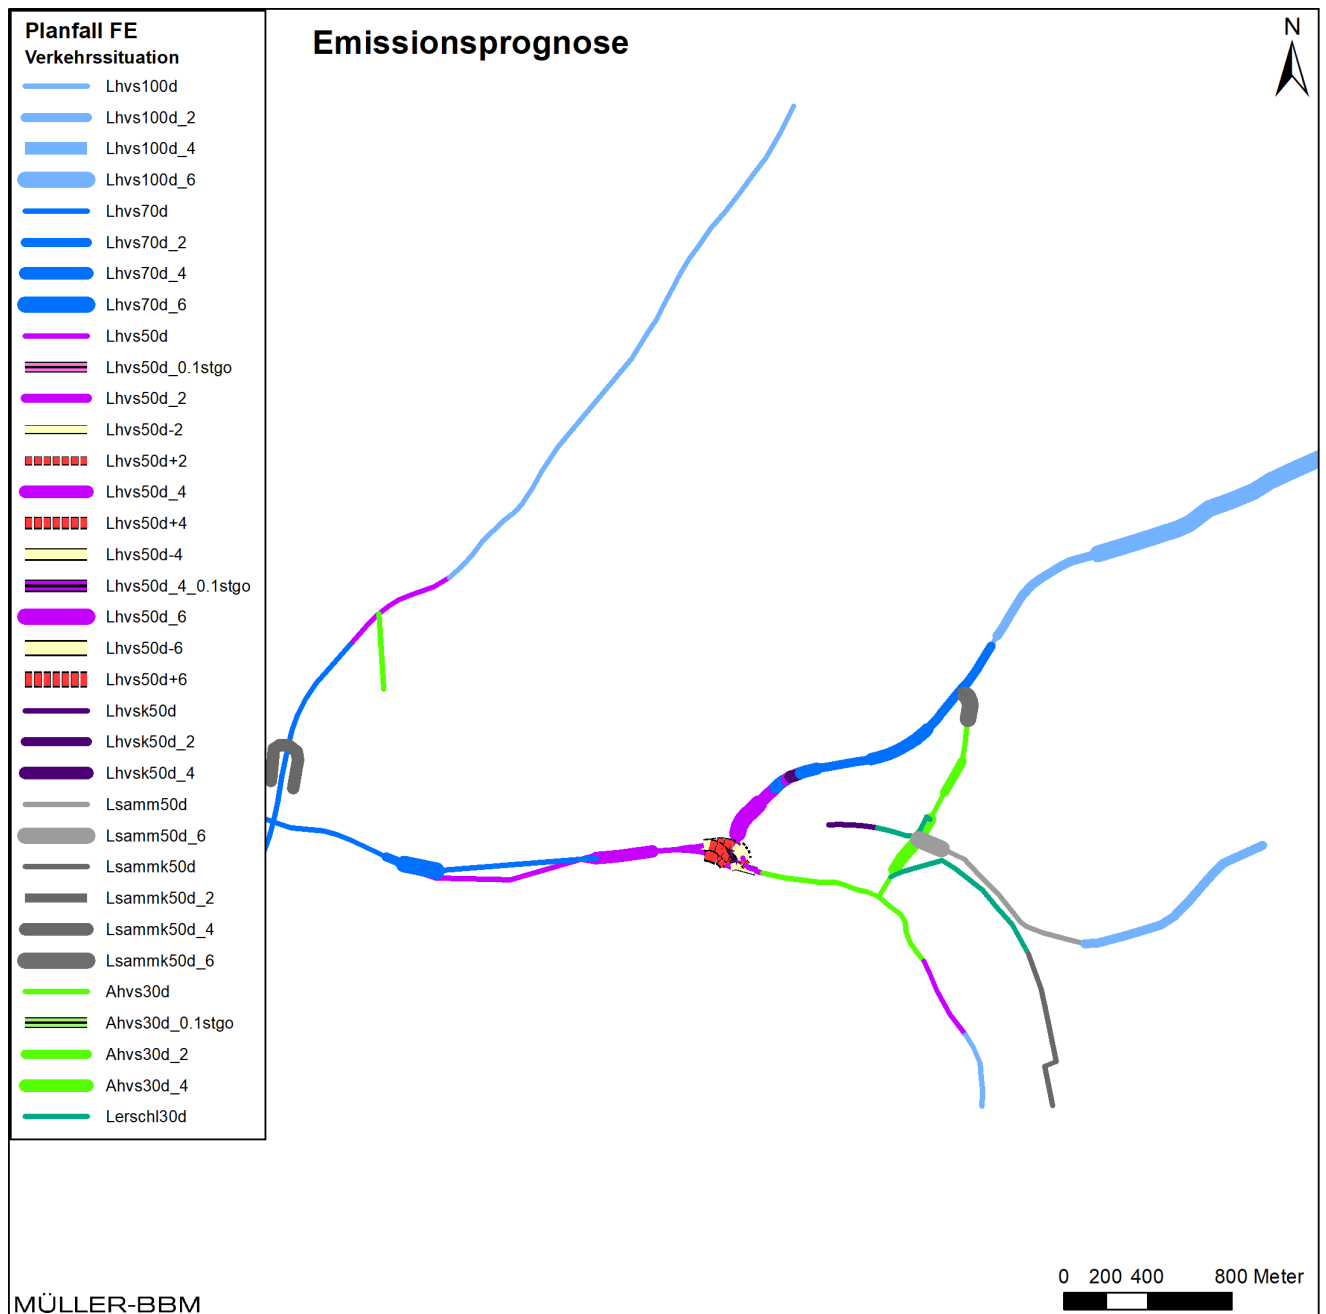 Planfall FE
Verkehrssituation
Lhvs100d
Lhvs100d_2
Lhvs100d_4
Lhvs100d_6
Lhvs70d
Lhvs70d_2
Lhvs70d_4
Lhvs70d_6
Lhvs50d
Lhvs50d_0.1stgo
Lhvs50d_2
Lhvs50d-2
Lhvs50d+2
Lhvs50d_4
Lhvs50d+4
Lhvs50d-4
Lhvs50d_4_0.1stgo
Lhvs50d_6
Lhvs50d-6
Lhvs50d+6
Lhvsk50d
Lhvsk50d_2
Lhvsk50d_4
Lsamm50d
Lsamm50d_6
Lsammk50d
Lsammk50d_2
Lsammk50d_4
Lsammk50d_6
Ahvs30d
Ahvs30d_0.1stgo
Ahvs30d_2
Ahvs30d_4
Lerschl30d
Emissionsprognose
N
0 200 400 800 Meter
MÜLLER-BBM